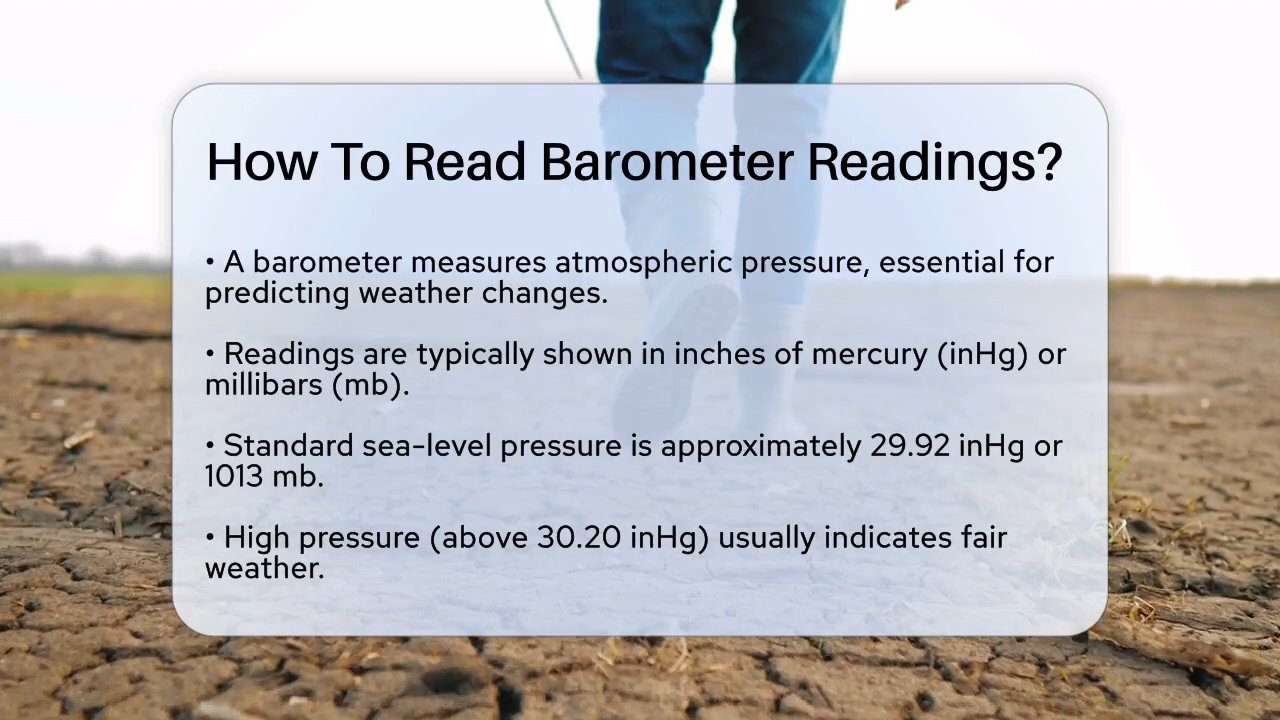 How To Read Barometer Readings?
• A barometer measures atmospheric pressure, essential for
predicting weather changes.
• Readings are typically shown in inches of mercury (inHg) or
millibars (mb).
• Standard sea-level pressure is approximately 29.92 inHg or
1013 mb.
• High pressure (above 30.20 inHg) usually indicates fair
weather.